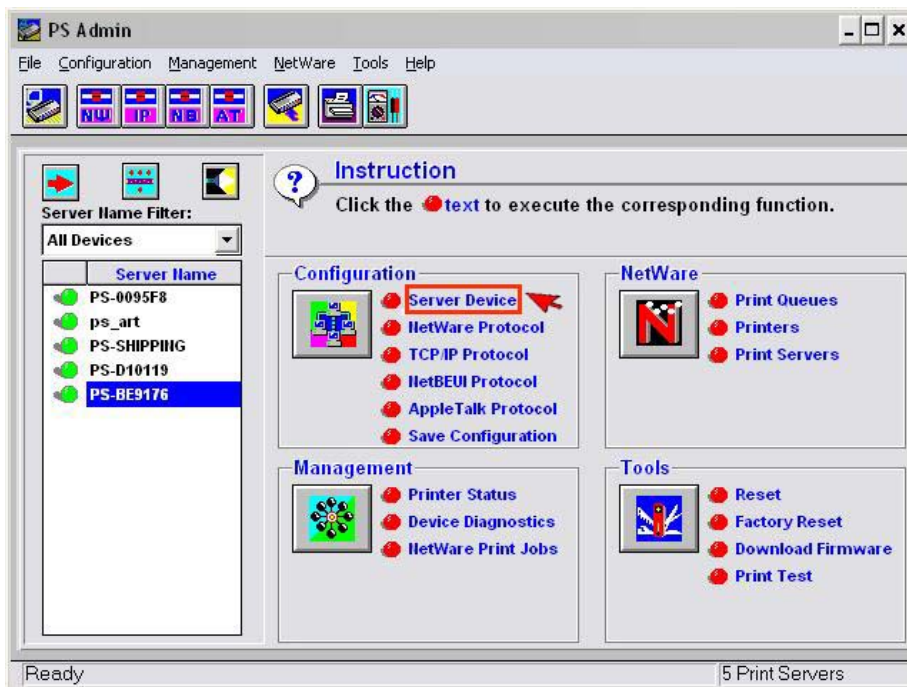 PS Admin
File Configuration Management NetWare Tools Help
NW IP NB AT
Instruction
Click the text to execute the corresponding function.
Server Name Filter:
All Devices
Server Name
PS-0095F8
ps_art
PS-SHIPPING
PS-D10119
PS-BE9176
Configuration
Server Device
NetWare Protocol
TCP/IP Protocol
NetBEUI Protocol
AppleTalk Protocol
Save Configuration
NetWare
N
Print Queues
Printers
Print Servers
Management
Printer Status
Device Diagnostics
NetWare Print Jobs
Tools
Reset
Factory Reset
Download Firmware
Print Test
Ready
5 Print Servers